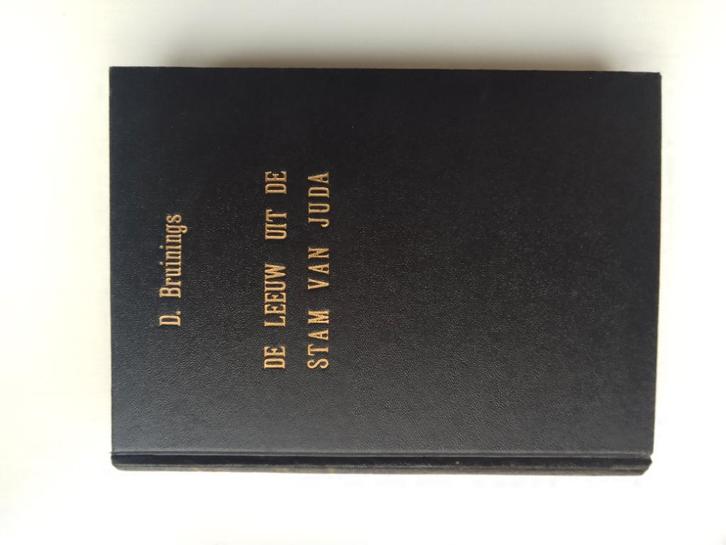 D. Bruinings
DE LEEUW UIT DE
STAM VAN JUDA